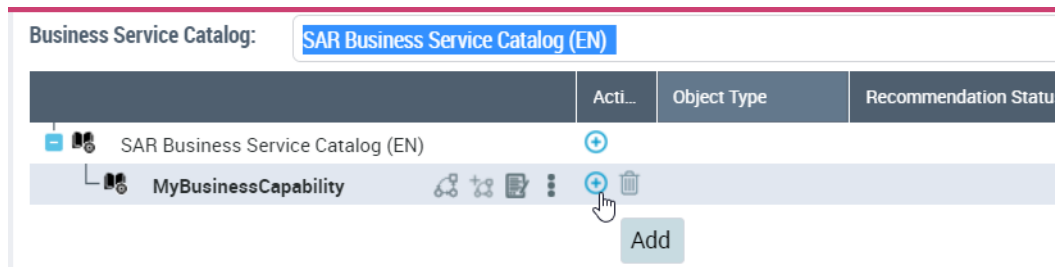 Business Service Catalog: SAR Business Service Catalog (EN)
Acti... Object Type Recommendation Statu
SAR Business Service Catalog (EN)
MyBusinessCapability
Add